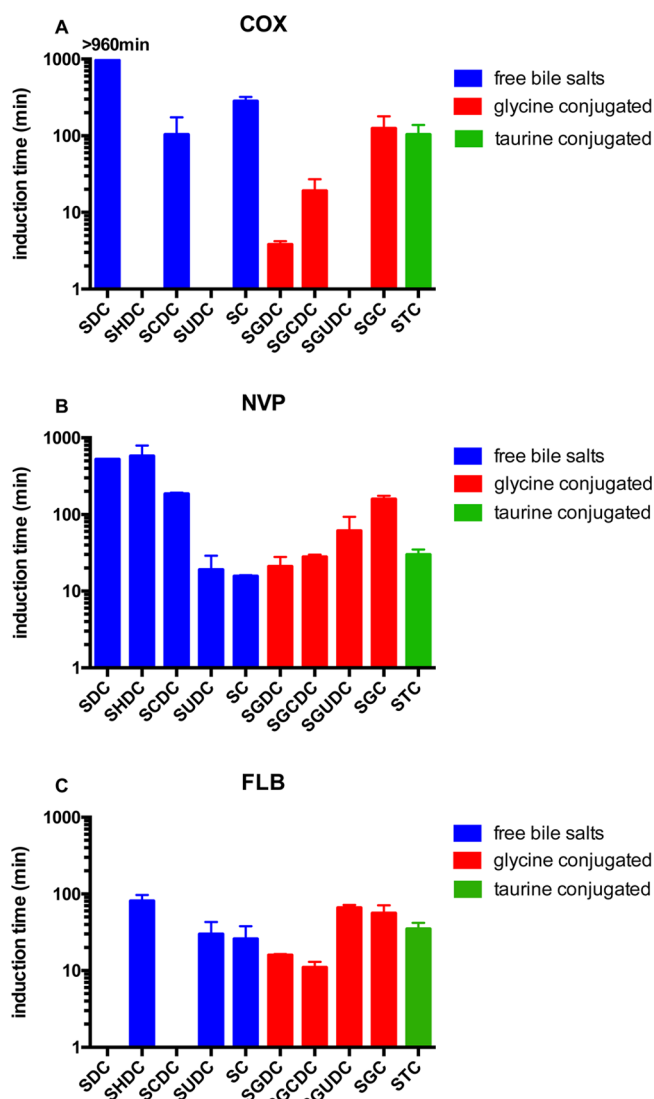 A
COX
>960min
induction time (min)
1000
100
10
1
SDC
SHDC
SCDC
SUDC
SC
SGDC
SGCDC
SGUDC
SGC
STC
free bile salts
glycine conjugated
taurine conjugated
B
NVP
induction time (min)
1000
100
10
1
SDC
SHDC
SCDC
SUDC
SC
SGDC
SGCDC
SGUDC
SGC
STC
free bile salts
glycine conjugated
taurine conjugated
C
FLB
induction time (min)
1000
100
10
1
SDC
SHDC
SCDC
SUDC
SC
SGDC
SGCDC
SGUDC
SGC
STC
free bile salts
glycine conjugated
taurine conjugated